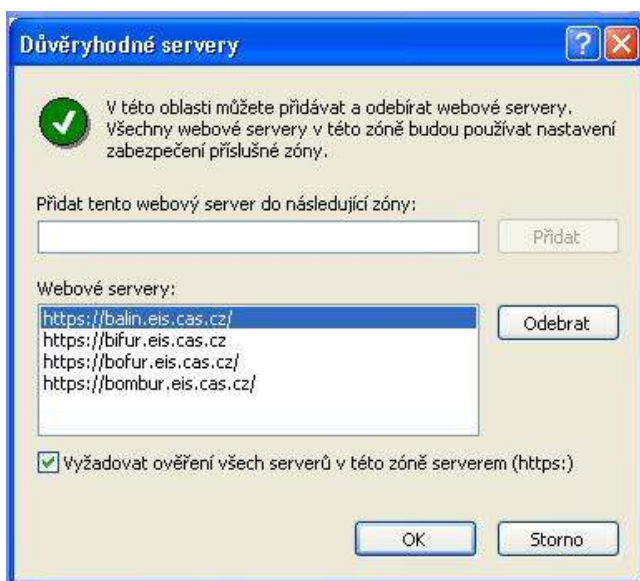 Důvěryhodné servery
V této oblasti můžete přidávat a odebírat webové servery.
Všechny webové servery v této zóně budou používat nastavení
zabezpečení příslušné zóny.
Přidat tento webový server do následující zóny:
Přidat
Webové servery:
https://balin.eis.cas.cz/
Odebrat
https://bifur.eis.cas.cz
https://bofur.eis.cas.cz/
https://bombur.eis.cas.cz/
Vyžadovat ověření všech serverů v této zóně serverem (https:)
OK
Storno